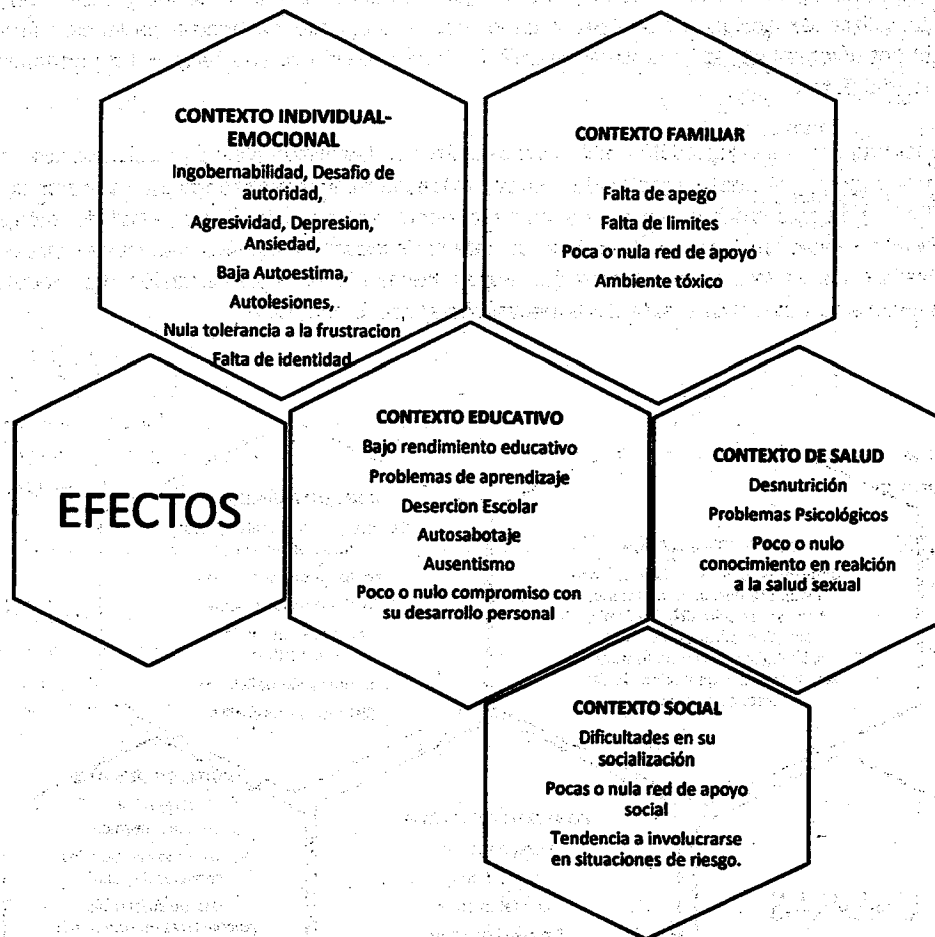 CONTEXTO INDIVIDUAL-
EMOCIONAL
Ingobernabilidad, Desafio de
autoridad,
Agresividad, Depresion,
Ansiedad,
Baja Autoestima,
Autolesiones,
Nula tolerancia a la frustracion
Falta de identidad
CONTEXTO FAMILIAR
Falta de apego
Falta de limites
Poca o nula red de apoyo
Ambiente tóxico
EFECTOS
CONTEXTO EDUCATIVO
Bajo rendimiento educativo
Problemas de aprendizaje
Desercion Escolar
Autosabotaje
Ausentismo
Poco o nulo compromiso con
su desarrollo personal
CONTEXTO DE SALUD
Desnutrición
Problemas Psicológicos
Poco o nulo
conocimiento en realción
a la salud sexual
CONTEXTO SOCIAL
Dificultades en su
socialización
Pocas o nula red de apoyo
social
Tendencia a involucrarse
en situaciones de riesgo.